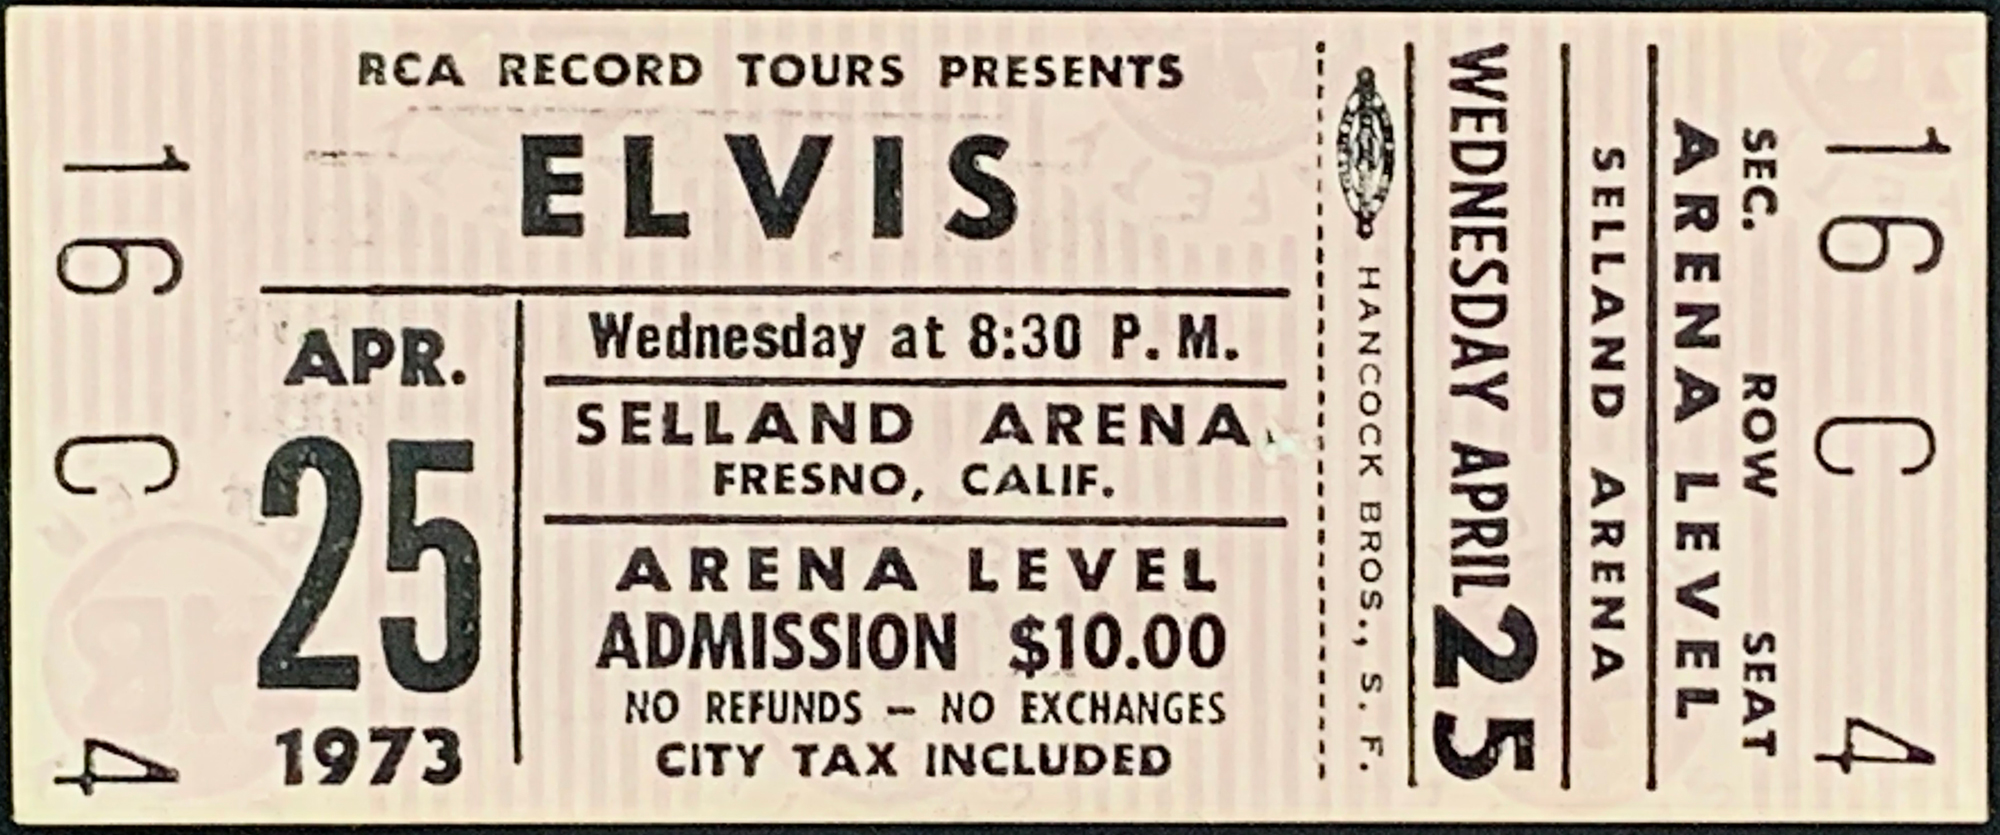 16 C 4
RCA RECORD TOURS PRESENTS
ELVIS
APR.
25
1973
Wednesday at 8:30 P. M.
SELLAND ARENA
FRESNO, CALIF.
ARENA LEVEL
ADMISSION $10.00
NO REFUNDS — NO EXCHANGES
CITY TAX INCLUDED
HANCOCK BROS., S. F.
WEDNESDAY APRIL 25
SELLAND ARENA
ARENA LEVEL
SEC. ROW SEAT
16 C 4